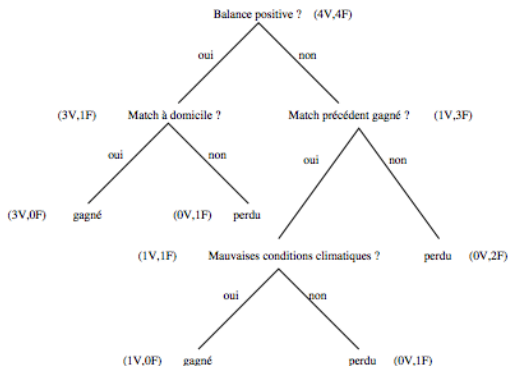 Balance positive ? (4V,4F)
oui non
(3V,1F) Match à domicile ? Match précédent gagné ? (1V,3F)
oui non oui non
(3V,0F) gagné (0V,1F) perdu
(1V,1F) Mauvaises conditions climatiques ? perdu (0V,2F)
oui non
(1V,0F) gagné perdu (0V,1F)